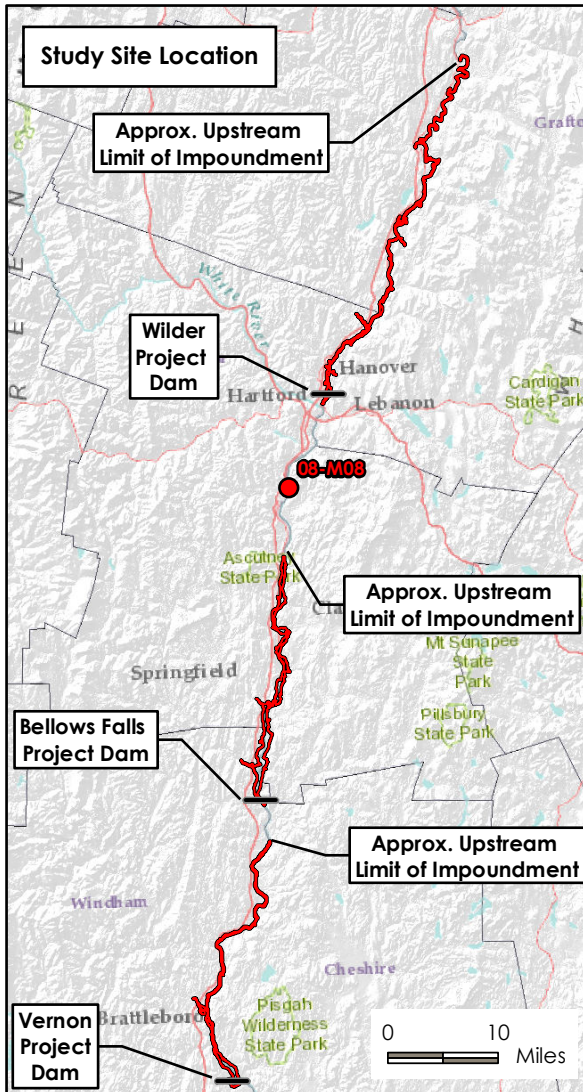 Study Site Location
Approx. Upstream
Limit of Impoundment
Grafto
White River
Wilder
Project
Dam
Hanover
Hartford
Lebanon
Cardigan
State Park
08-M08
Ascutney
State Park
Approx. Upstream
Limit of Impoundment
Cla
Mt Sunapee
State
Park
Springfield
Pillsbury
State Park
Bellows Falls
Project Dam
Approx. Upstream
Limit of Impoundment
Windham
Cheshire
Vernon
Project
Dam
Brattleboro
Pisgah
Wilderness
State Park
0 10
Miles